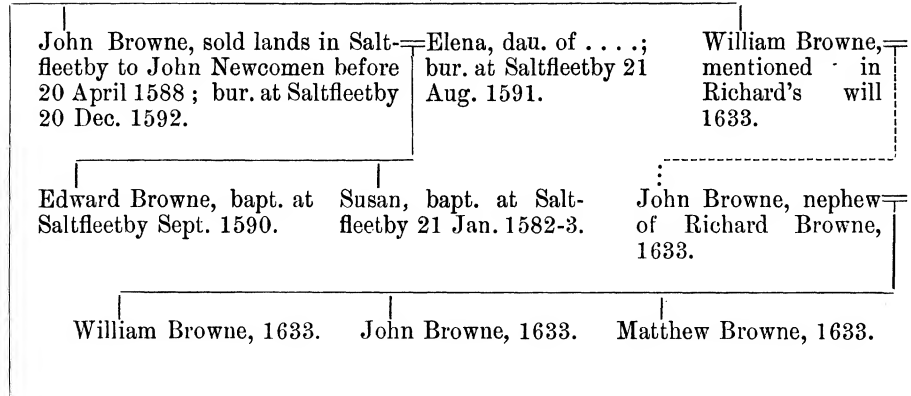 John Browne, sold lands in Salt-
fleetby to John Newcomen before
20 April 1588 ; bur. at Saltfleetby
20 Dec. 1592.
Elena, dau. of . . . .;
bur. at Saltfleetby 21
Aug. 1591.
William Browne,
mentioned in
Richard's will
1633.
Edward Browne, bapt. at
Saltfleetby Sept. 1590.
Susan, bapt. at Salt-
fleetby 21 Jan. 1582-3.
John Browne, nephew
of Richard Browne,
1633.
William Browne, 1633.
John Browne, 1633.
Matthew Browne, 1633.